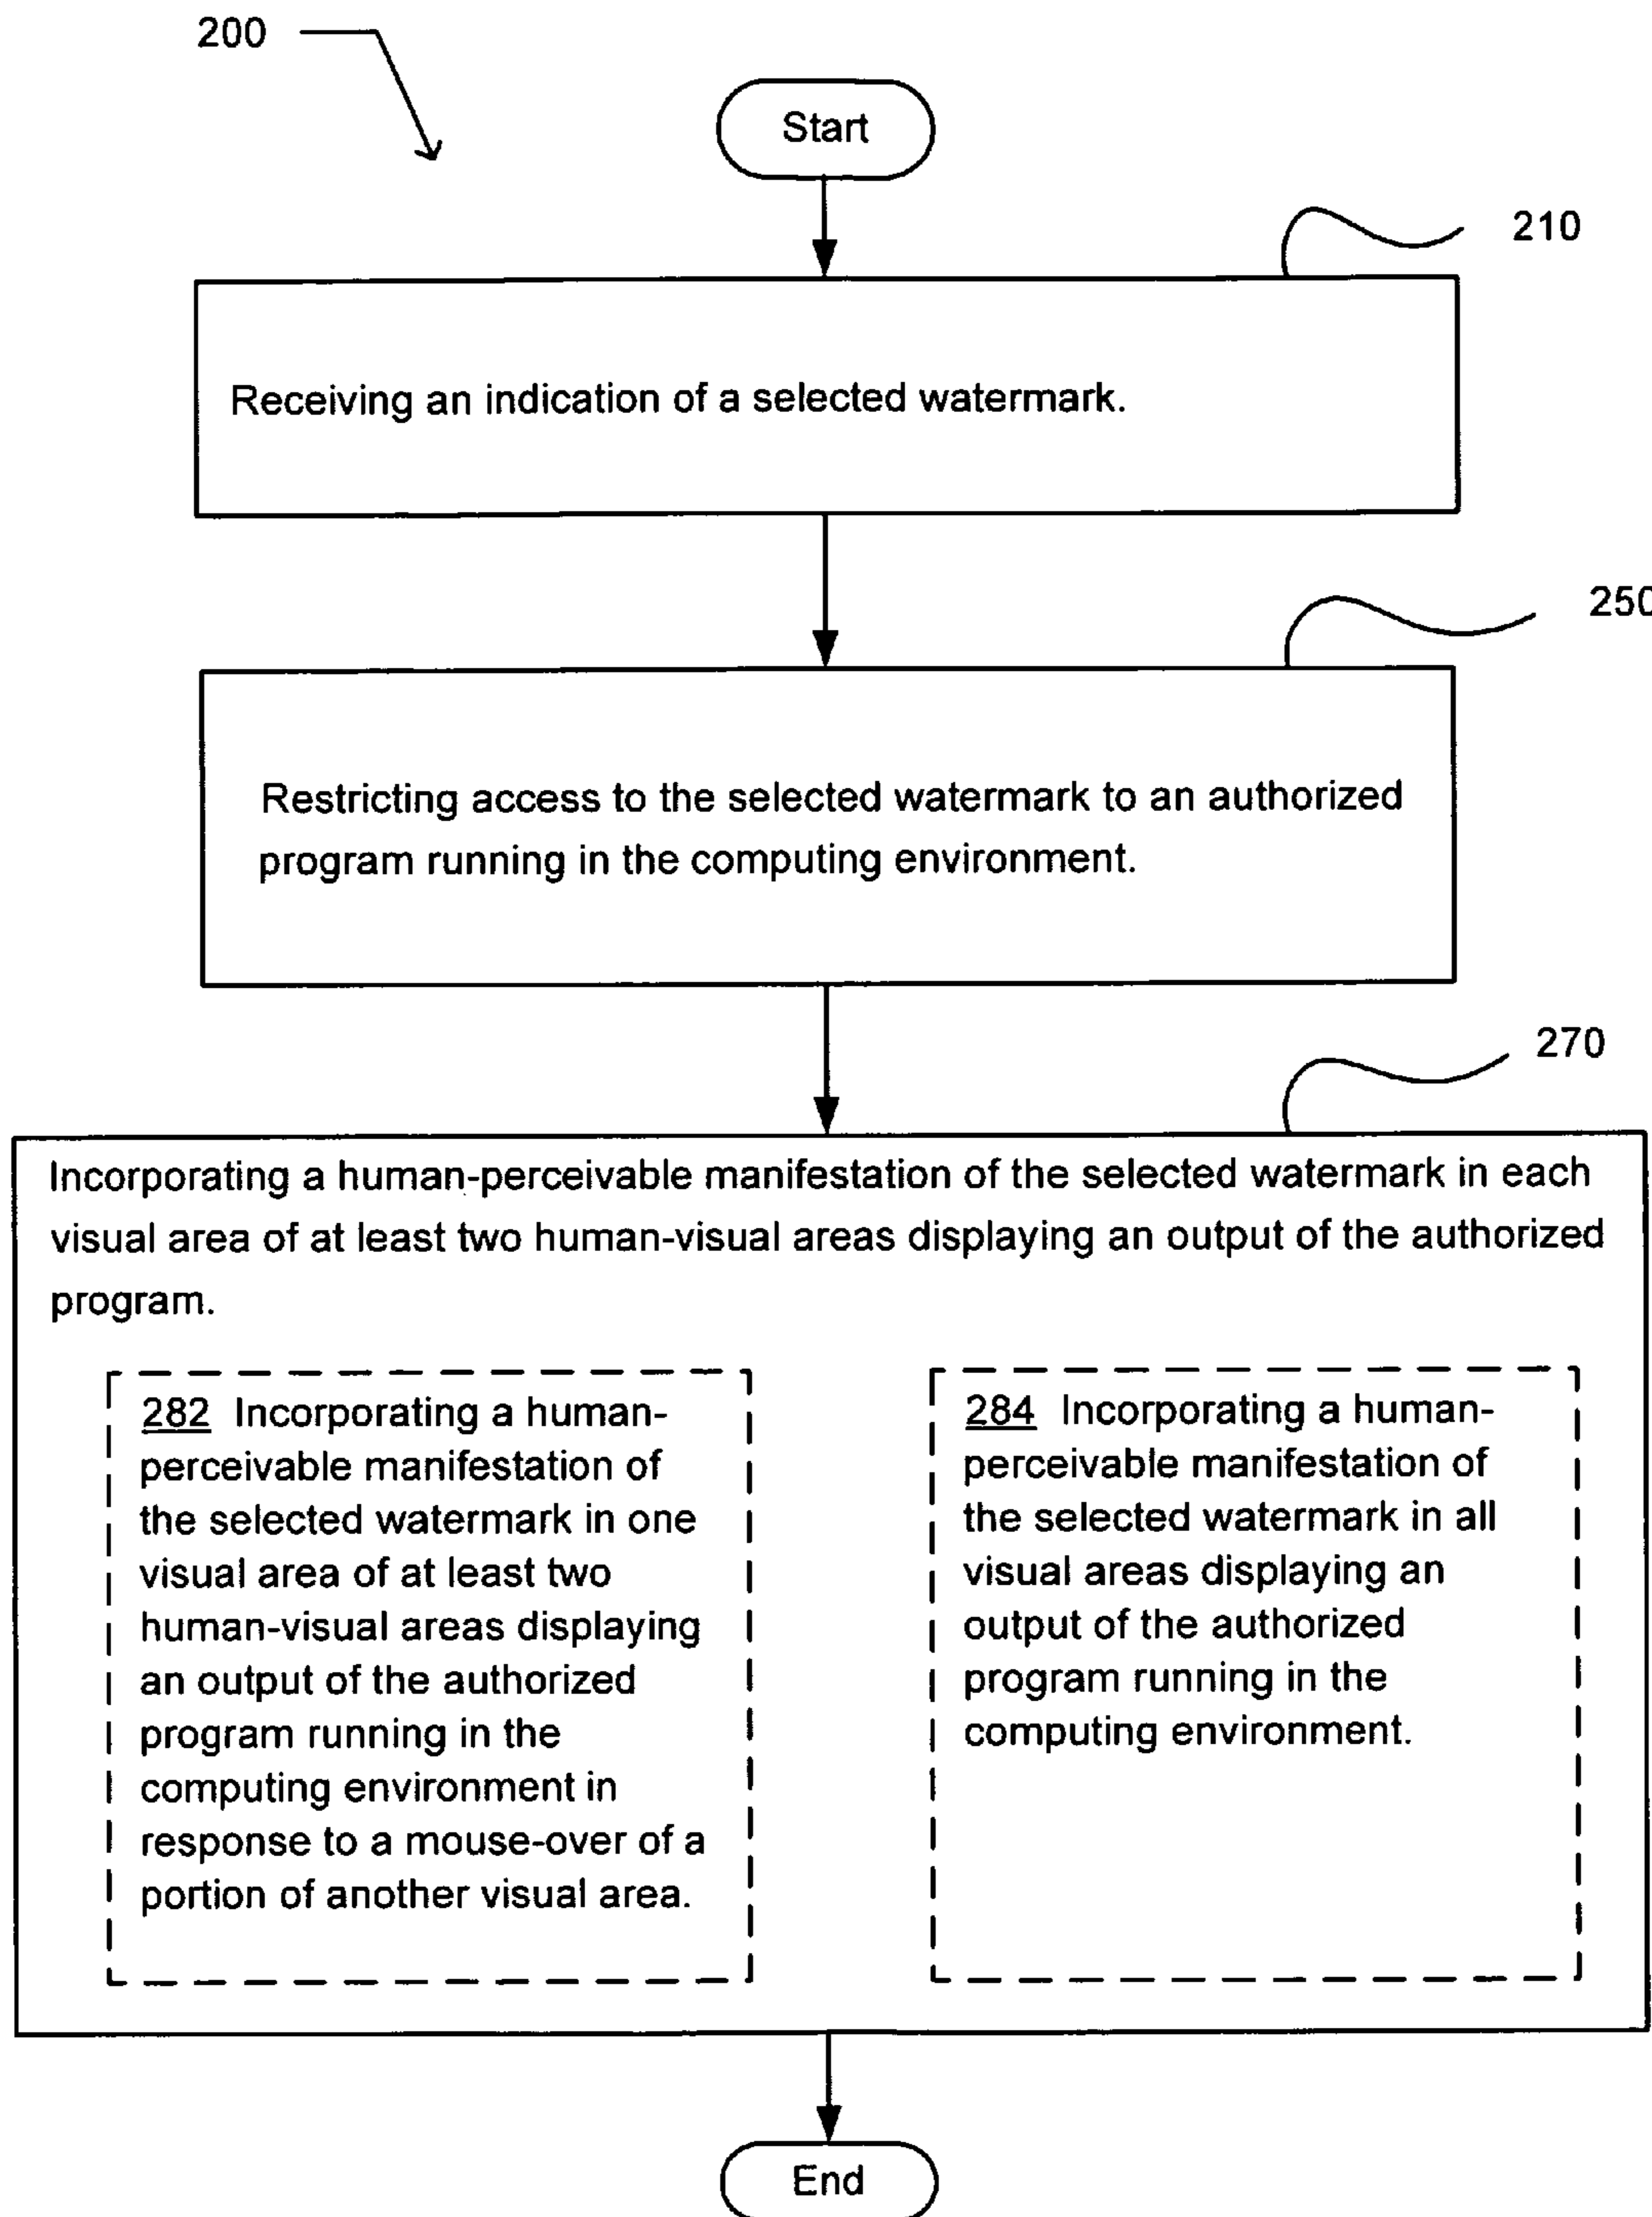 200
Start
210
Receiving an indication of a selected watermark.
250
Restricting access to the selected watermark to an authorized
program running in the computing environment.
270
Incorporating a human-perceivable manifestation of the selected watermark in each
visual area of at least two human-visual areas displaying an output of the authorized
program.
282 Incorporating a human-
perceivable manifestation of
the selected watermark in one
visual area of at least two
human-visual areas displaying
an output of the authorized
program running in the
computing environment in
response to a mouse-over of a
portion of another visual area.
284 Incorporating a human-
perceivable manifestation of
the selected watermark in all
visual areas displaying an
output of the authorized
program running in the
computing environment.
End